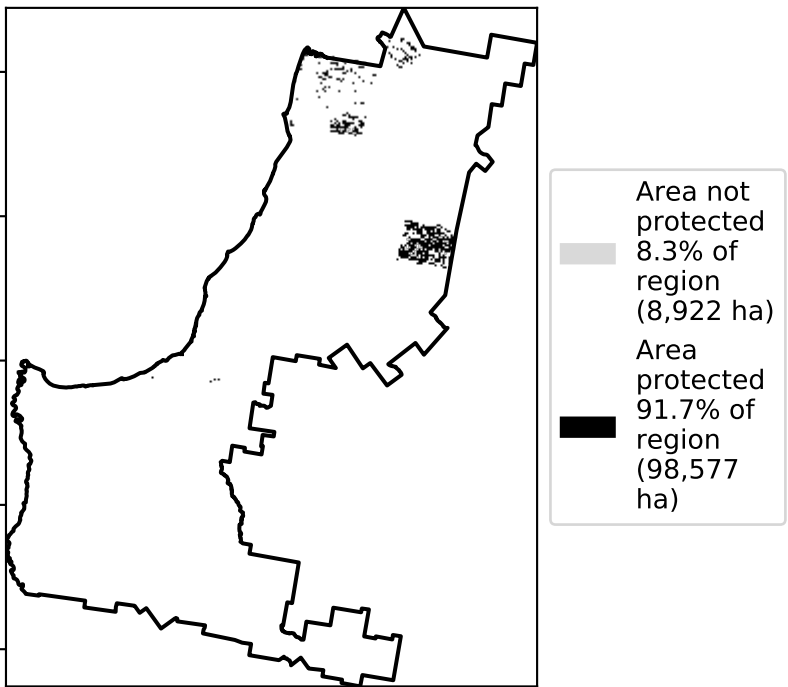 Area not
protected
8.3% of
region
(8,922 ha)
Area
protected
91.7% of
region
(98,577
ha)